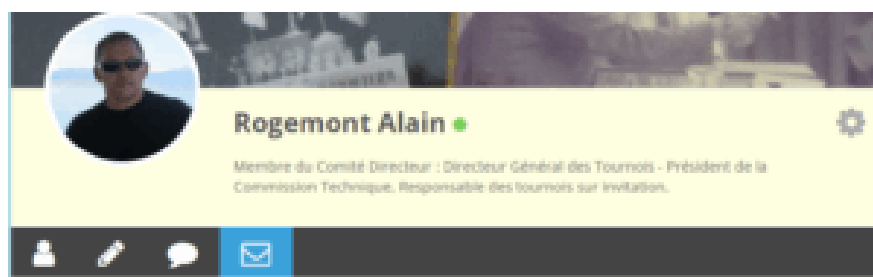 Rogemont Alain
Membre du Comité Directeur : Directeur Général des Tournois - Président de la
Commission Technique, Responsable des tournois sur invitation.